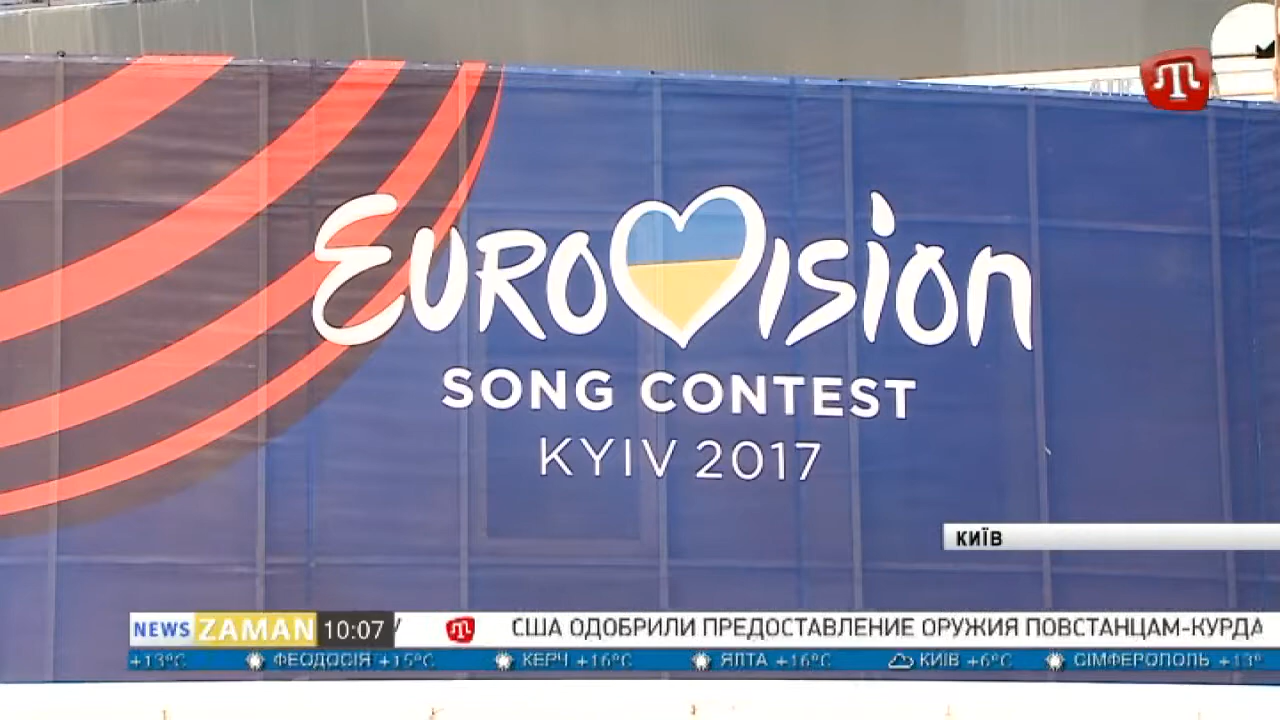 ATR
EUROVISION
SONG CONTEST
KYIV 2017
КИЇВ
NEWS ZAMAN 10:07 США ОДОБРИЛИ ПРЕДОСТАВЛЕНИЕ ОРУЖИЯ ПОВСТАНЦАМ-КУРДА
+13°C ФЕОДОСІЯ +15°C КЕРЧ +16°C ЯЛТА +16°C КИЇВ +6°C СІМФЕРОПОЛЬ +13°